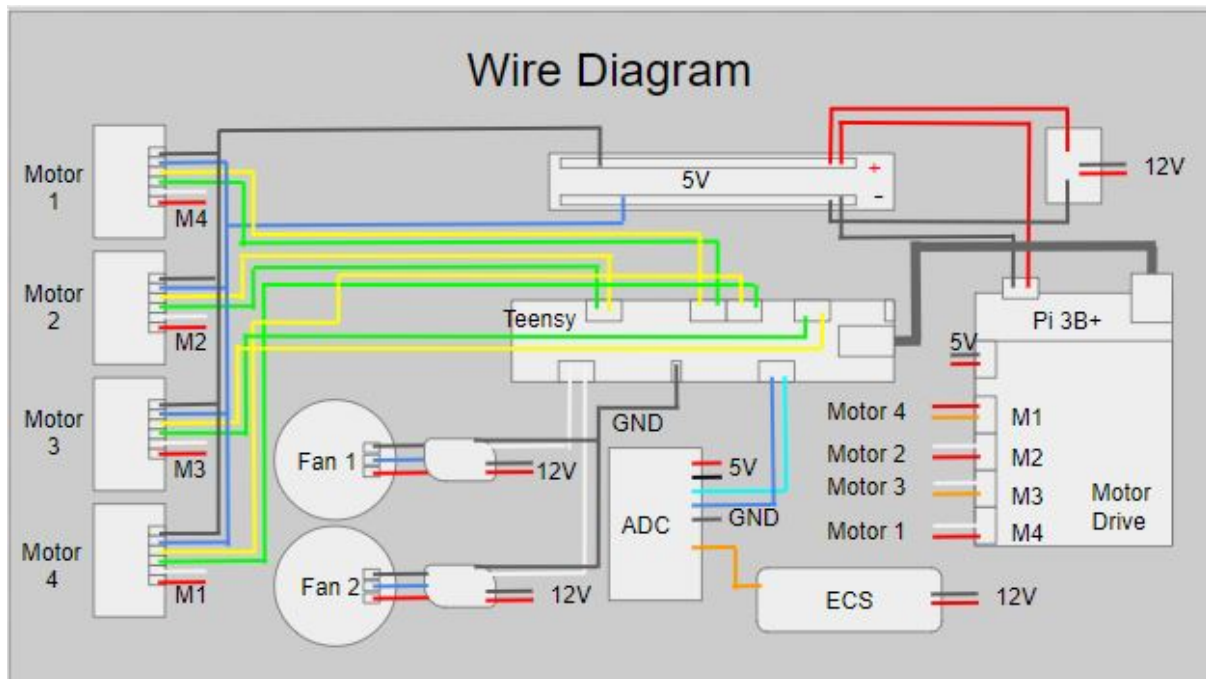 Wire Diagram
Motor
1
M4
5V
+
-
12V
Motor
2
M2
Teensy
Pi 3B+
5V
Motor
3
M3
Fan 1
12V
GND
Motor 4
M1
Motor 2
M2
Motor 3
M3
Motor
Drive
Motor 1
M4
ADC
5V
GND
Motor
4
M1
Fan 2
12V
ECS
12V